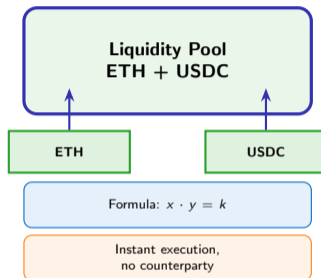 Liquidity Pool
ETH + USDC
ETH
USDC
Formula: x · y = k
Instant execution,
no counterparty